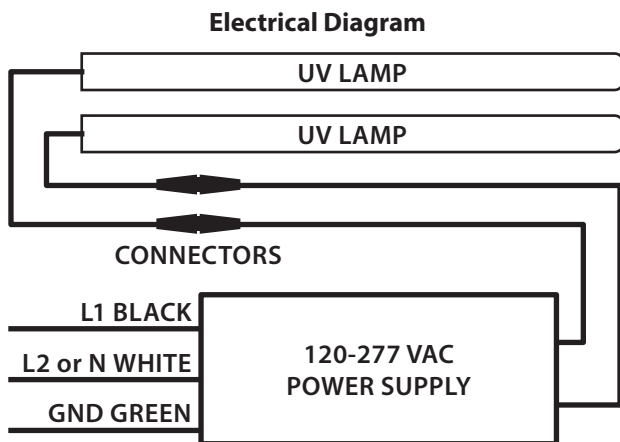 Electrical Diagram
UV LAMP
UV LAMP
CONNECTORS
L1 BLACK
L2 or N WHITE
GND GREEN
120-277 VAC
POWER SUPPLY